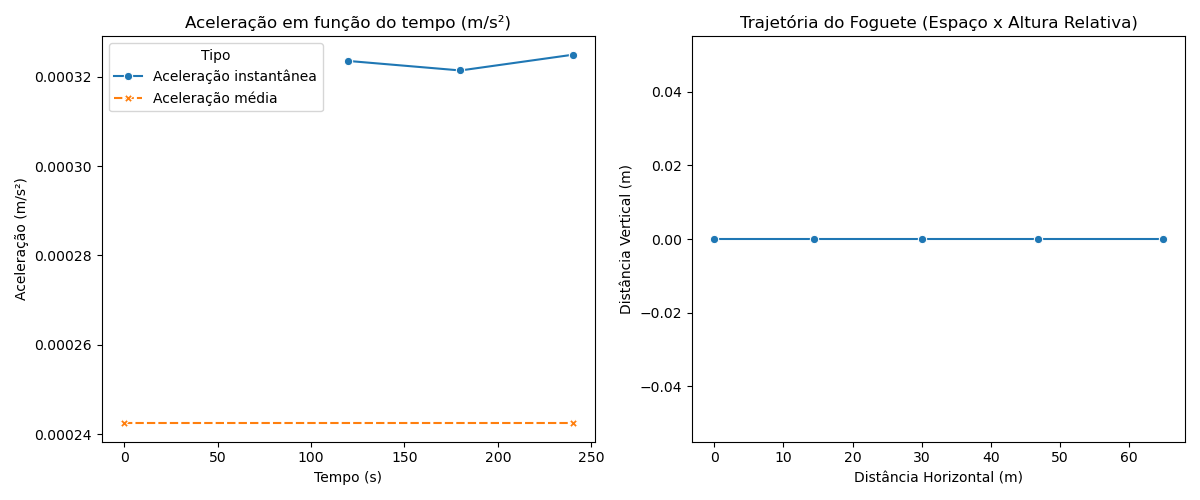 Aceleração em função do tempo (m/s²)
Tipo
Aceleração instantânea
Aceleração média
0.00032
0.00030
0.00028
0.00026
0.00024
Aceleração (m/s²)
0 50 100 150 200 250
Tempo (s)
Trajetória do Foguete (Espaço x Altura Relativa)
0.04
0.02
0.00
−0.02
−0.04
Distância Vertical (m)
0 10 20 30 40 50 60
Distância Horizontal (m)